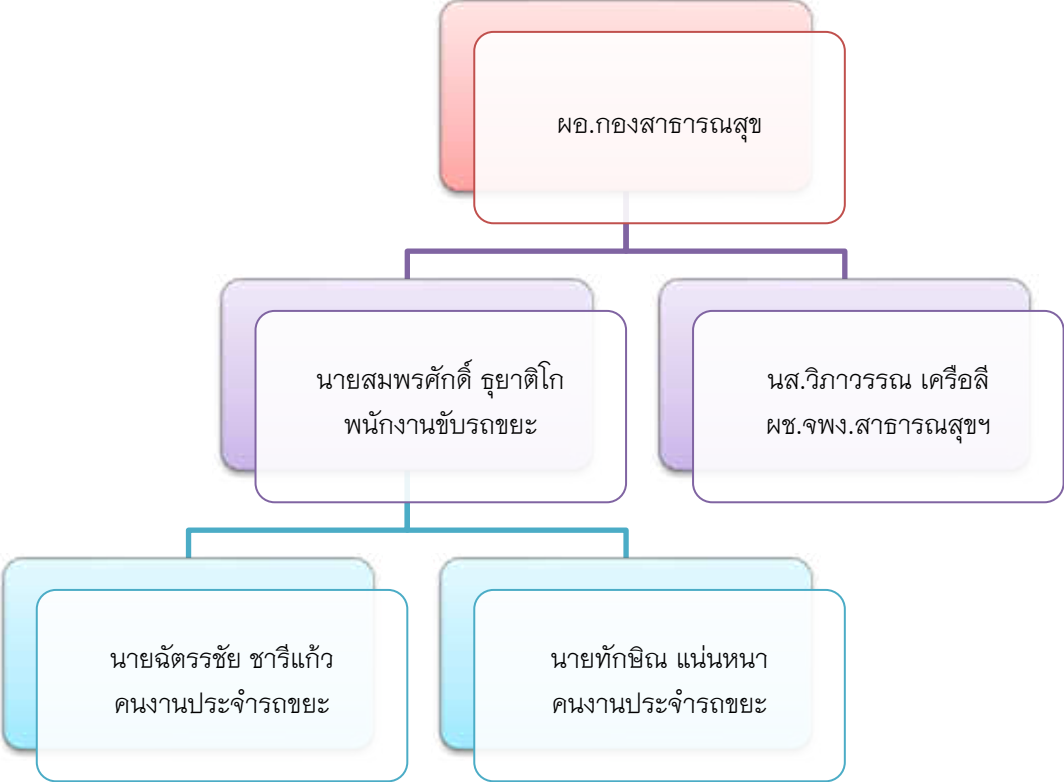 ผอ.กองสาธารณสุข
นายสมพรศักดิ์ ธุยาติโก
พนักงานขับรถขยะ
นส.วิภาวรรณ เครือลี
ผช.จพง.สาธารณสุขฯ
นายฉัตรรชัย ชารีแก้ว
คนงานประจำรถขยะ
นายทักษิณ แน่นหนา
คนงานประจำรถขยะ